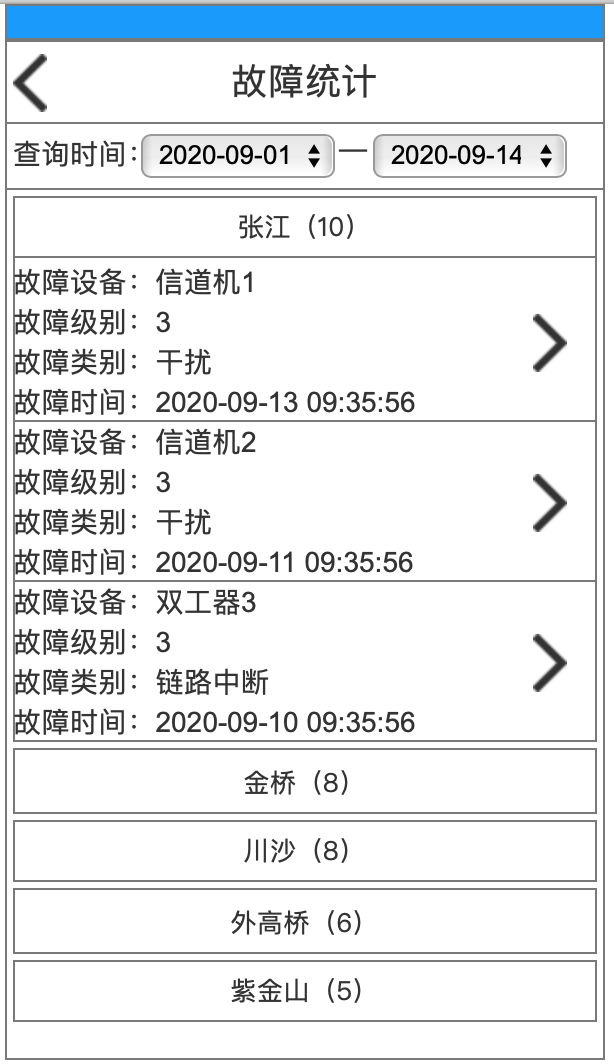 故障统计
查询时间：2020-09-01 — 2020-09-14
张江（10）
故障设备：信道机1
故障级别：3
故障类别：干扰
故障时间：2020-09-13 09:35:56
故障设备：信道机2
故障级别：3
故障类别：干扰
故障时间：2020-09-11 09:35:56
故障设备：双工器3
故障级别：3
故障类别：链路中断
故障时间：2020-09-10 09:35:56
金桥（8）
川沙（8）
外高桥（6）
紫金山（5）